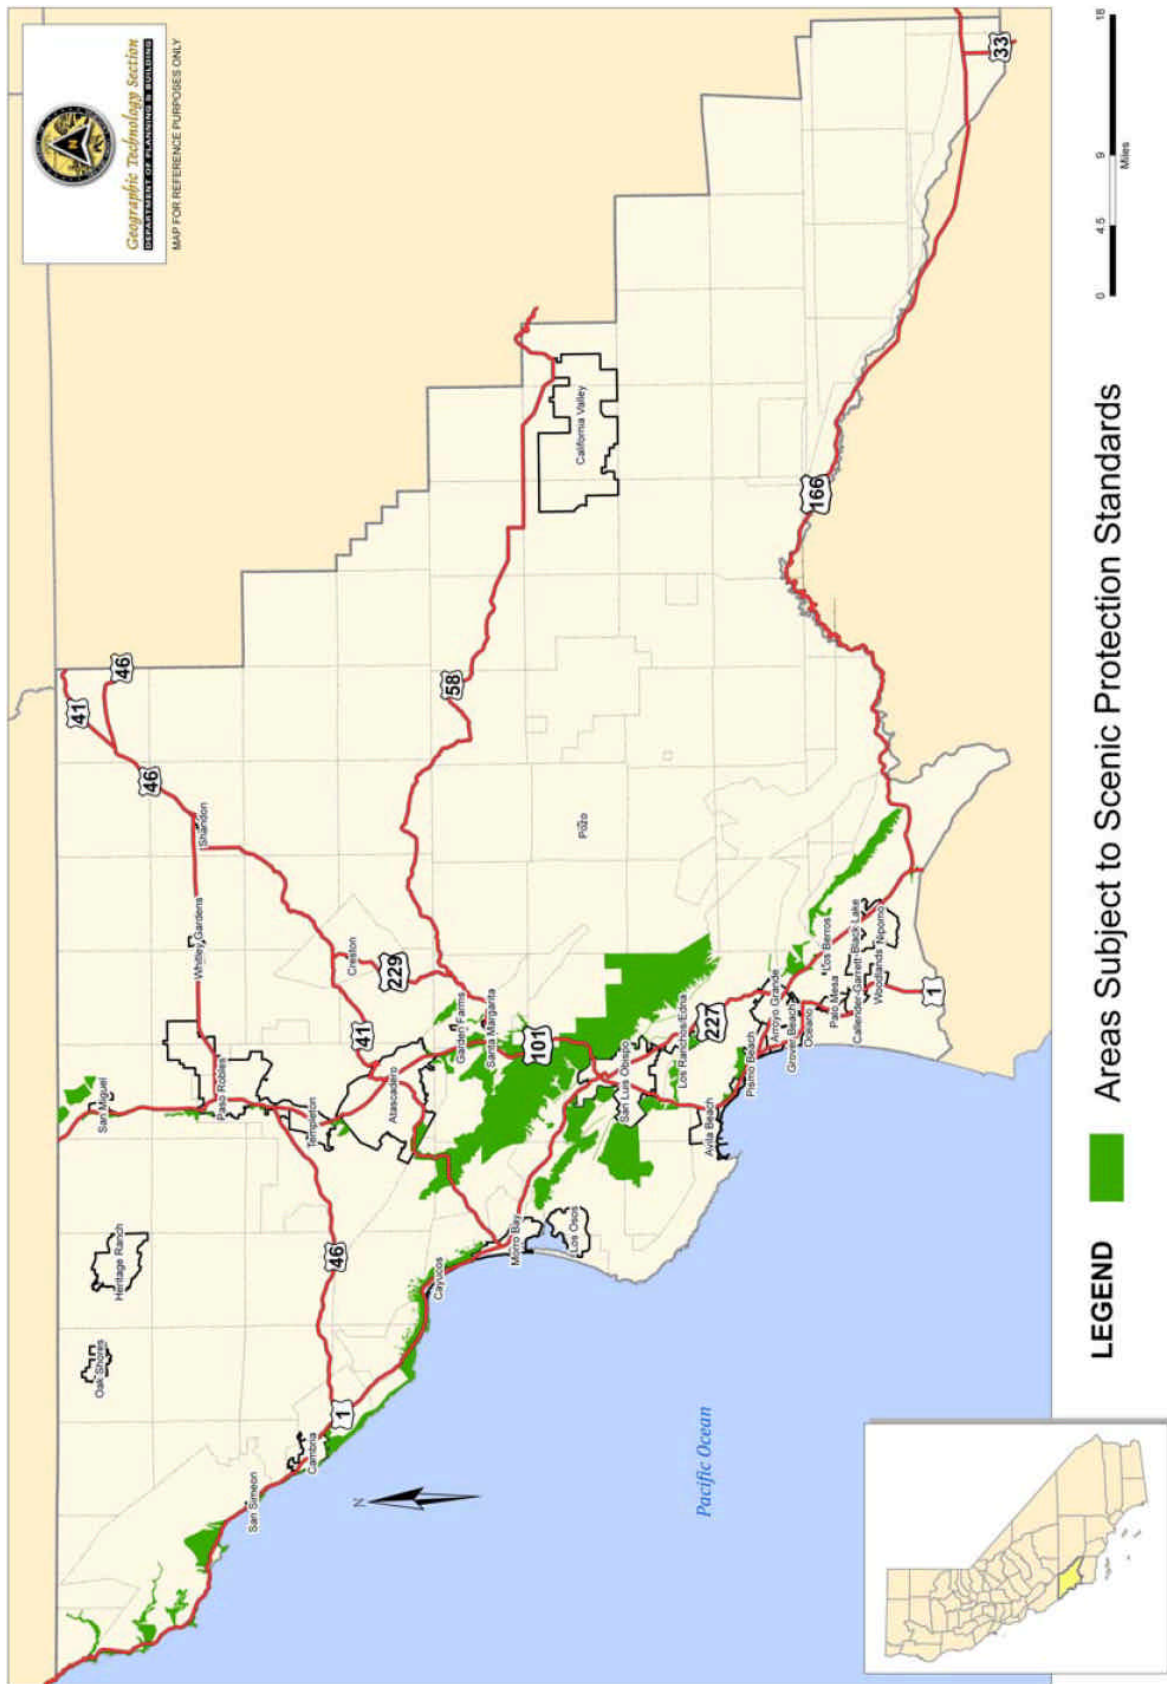 Geographic Technology Section
DEPARTMENT OF PLANNING & BUILDING
MAP FOR REFERENCE PURPOSES ONLY
N
33
41
46
46
Shandon
Whitley Gardens
Creston
229
41
58
California Valley
166
Pozo
San Miguel
Paso Robles
Templeton
Atascadero
Garden Farms
Santa Margarita
101
San Luis Obispo
Los Ranchos/Edna
227
Avila Beach
Pismo Beach
Arroyo Grande
Grover Beach
Oceano
Palo Mesa
Los Berros
Callender-Garrett
Black Lake
Woodlands
Nipomo
1
Heritage Ranch
Oak Shores
46
Cayucos
Morro Bay
Los Osos
1
Cambria
San Simeon
N
Pacific Ocean
0 4.5 9 18
Miles
LEGEND
Areas Subject to Scenic Protection Standards